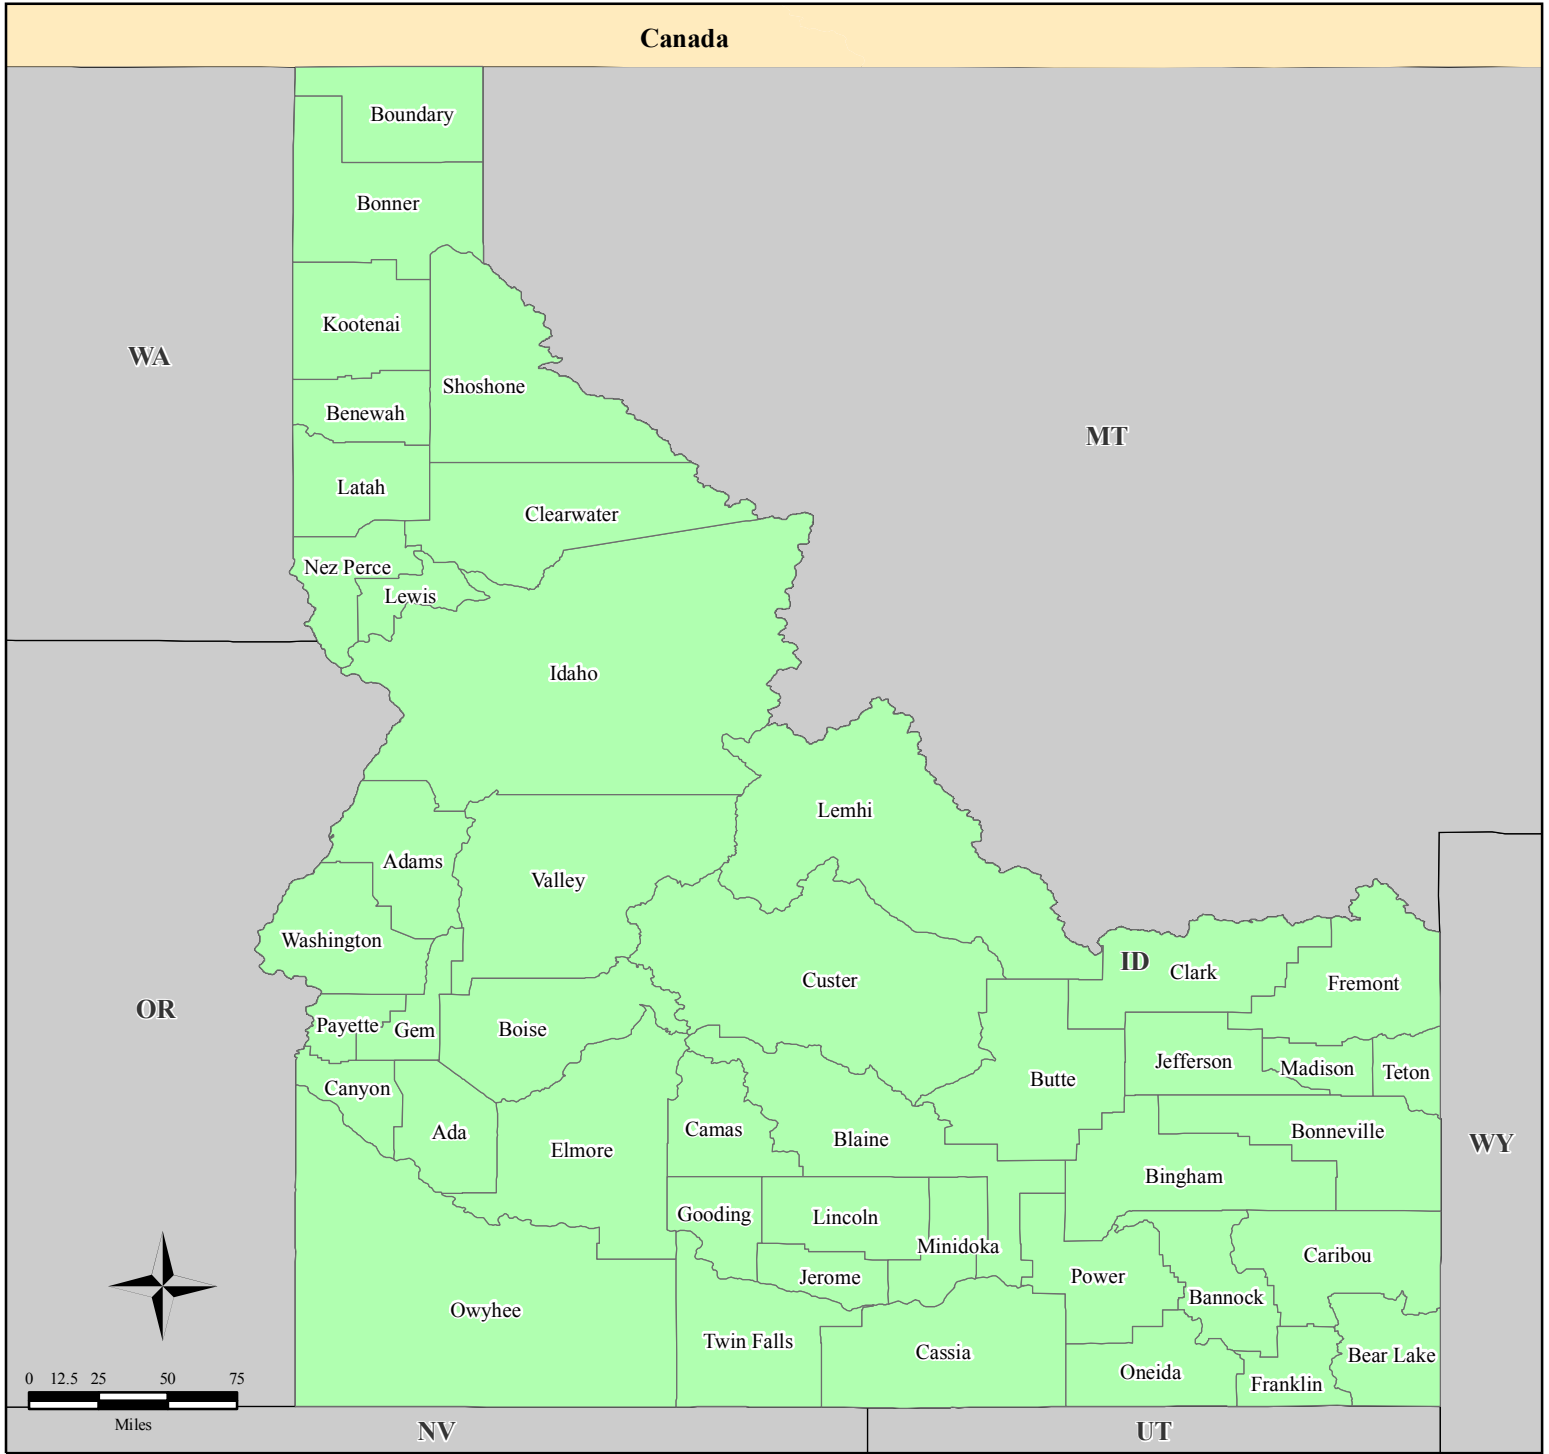 Canada
Boundary
Bonner
Kootenai
WA
Shoshone
Benewah
MT
Latah
Clearwater
Nez Perce
Lewis
Idaho
Lemhi
Adams
Valley
Washington
ID
Clark
Custer
Fremont
OR
Payette
Gem
Boise
Jefferson
Madison
Teton
Butte
Canyon
Ada
Camas
Blaine
Bonneville
WY
Elmore
Bingham
Gooding
Lincoln
Minidoka
Caribou
Jerome
Power
Bannock
Owyhee
Twin Falls
Cassia
Bear Lake
Oneida
Franklin
0 12.5 25 50 75
Miles
NV
UT